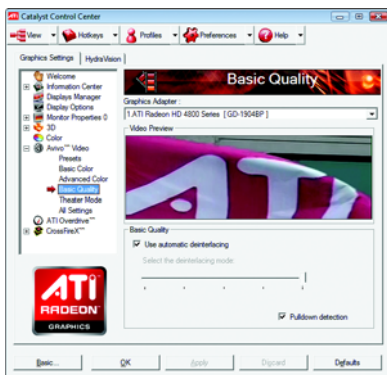 Catalyst Control Center
View Hotkeys Profiles Preferences Help
Graphics Settings HydraVision
Welcome
Information Center
Displays Manager
Display Options
Monitor Properties 0
3D
Color
Avivo™ Video
Presets
Basic Color
Advanced Color
Basic Quality
Theater Mode
All Settings
ATI Overdrive™
CrossFireX™
ATI
RADEON
GRAPHICS
Basic Quality
Graphics Adapter :
1.ATI Radeon HD 4800 Series [ GD-1904BP ]
Video Preview
ATI
Basic Quality
Use automatic deinterlacing
Select the deinterlacing mode:
Pulldown detection
Basic... OK Apply Discard Defaults